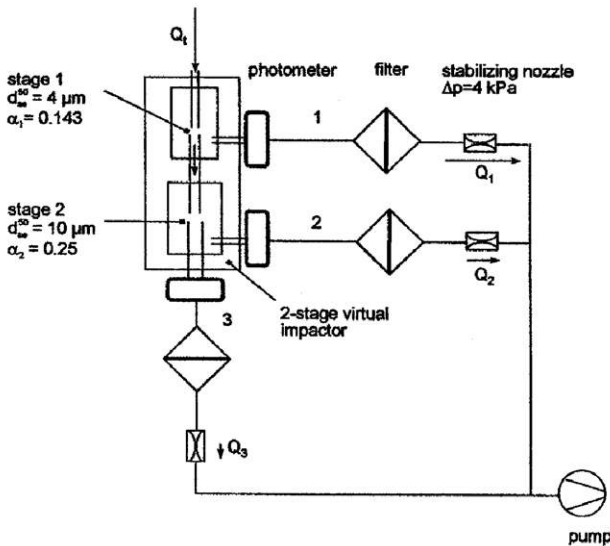 Qt
stage 1
d50ae = 4 µm
α1= 0.143
photometer
filter
stabilizing nozzle
Δp=4 kPa
1
Q1
stage 2
d50ae = 10 µm
α2 = 0.25
2
Q2
2-stage virtual
impactor
3
Q3
pump